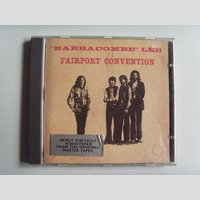 "BABBACOMBE" LEE
FAIRPORT CONVENTION
NEWLY DIGITALLY
REMASTERED
FROM THE ORIGINAL
MASTER TAPES